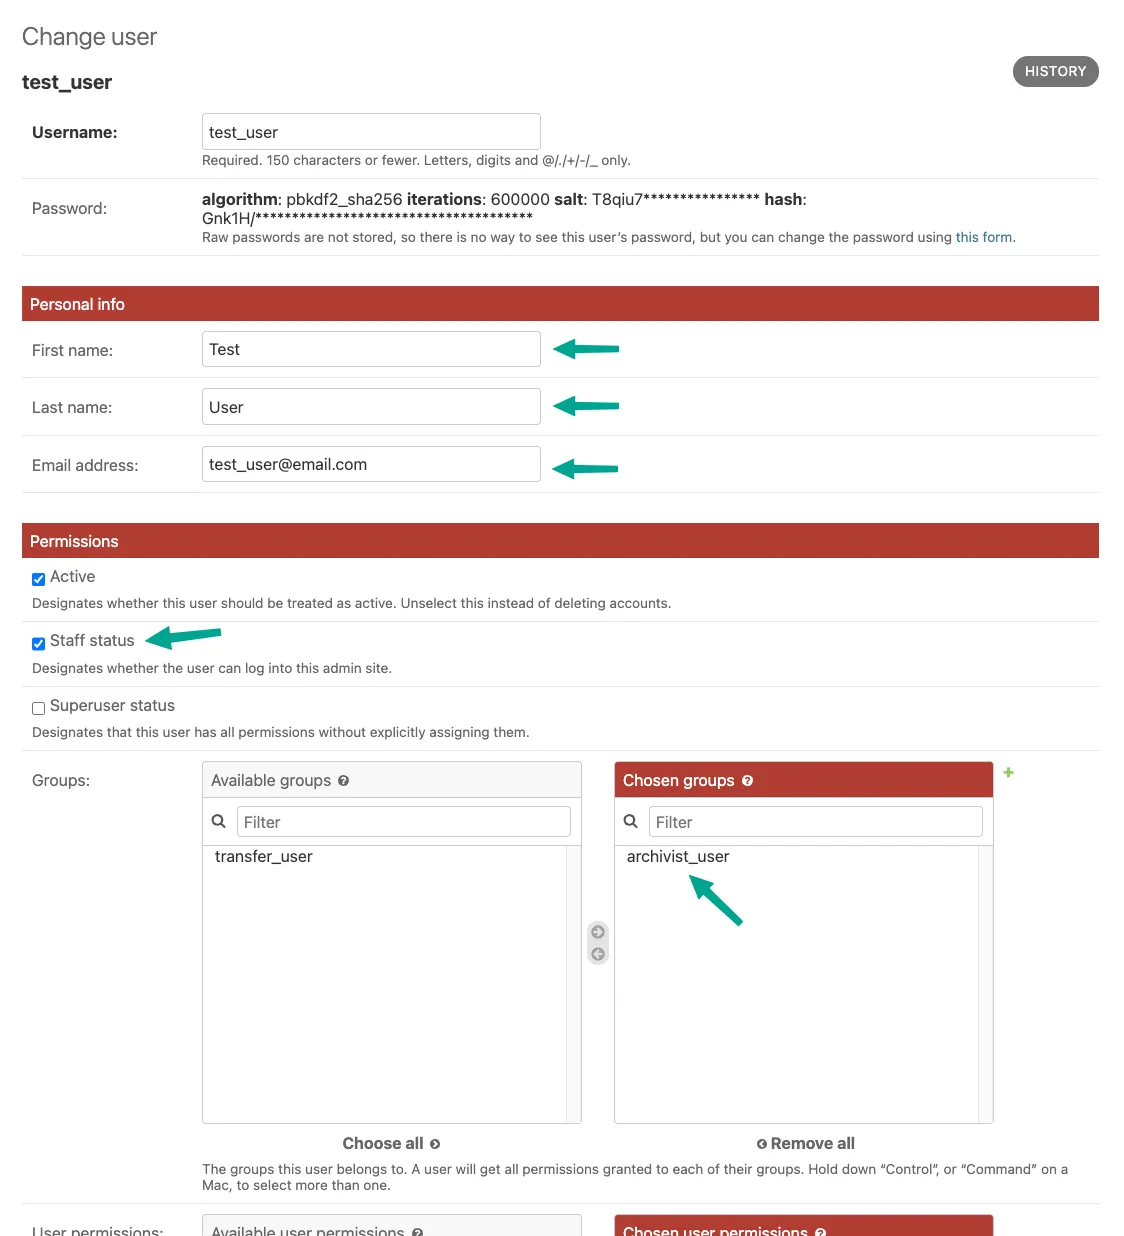 Change user
test_user
HISTORY
Username:
test_user
Required. 150 characters or fewer. Letters, digits and @/./+/-/_ only.
Password:
algorithm: pbkdf2_sha256 iterations: 600000 salt: T8qiu7**************** hash:
Gnk1H/**************************************
Raw passwords are not stored, so there is no way to see this user’s password, but you can change the password using this form.
Personal info
First name:
Test
Last name:
User
Email address:
test_user@email.com
Permissions
Active
Designates whether this user should be treated as active. Unselect this instead of deleting accounts.
Staff status
Designates whether the user can log into this admin site.
Superuser status
Designates that this user has all permissions without explicitly assigning them.
Groups:
Available groups
Filter
transfer_user
Choose all
Chosen groups
Filter
archivist_user
Remove all
The groups this user belongs to. A user will get all permissions granted to each of their groups. Hold down “Control”, or “Command” on a
Mac, to select more than one.
User permissions:
Available user permissions
Chosen user permissions